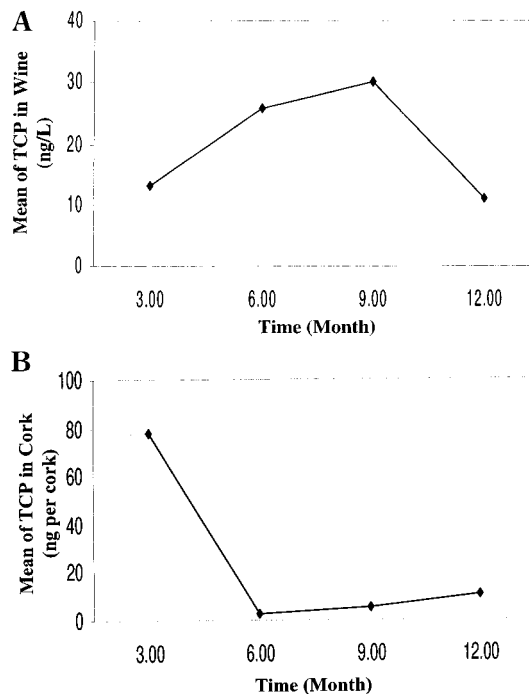 A
40
30
20
10
0
Mean of TCP in Wine
(ng/L)
3.00 6.00 9.00 12.00
Time (Month)
B
100
80
60
40
20
0
Mean of TCP in Cork
(ng per cork)
3.00 6.00 9.00 12.00
Time (Month)